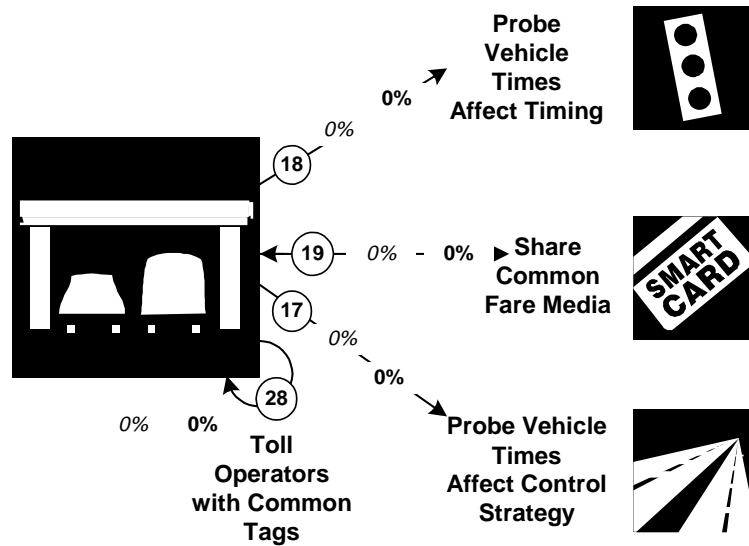 Probe
Vehicle
Times
Affect Timing
0%
0%
18
19
0%
0%
Share
Common
Fare Media
SMART
CARD
17
0%
0%
28
0%
0%
Toll
Operators
with Common
Tags
Probe Vehicle
Times
Affect Control
Strategy